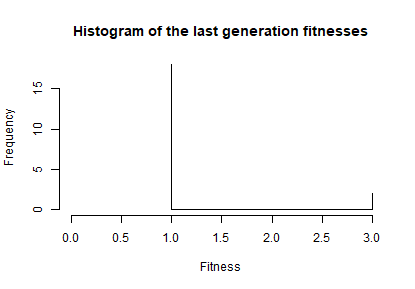 Histogram of the last generation fitnesses
Frequency
15
10
5
0
0.0 0.5 1.0 1.5 2.0 2.5 3.0
Fitness